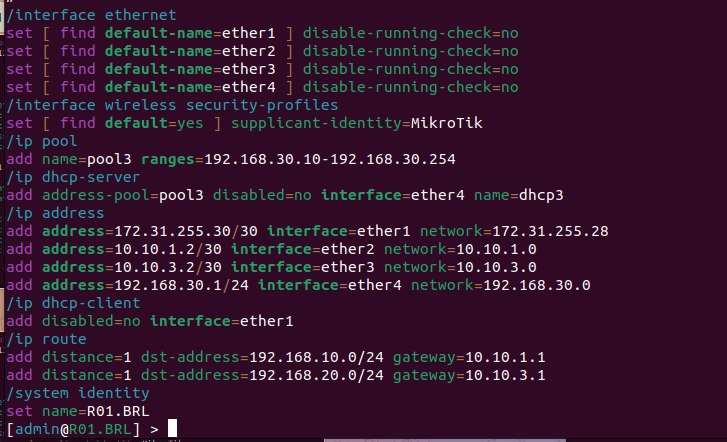 /interface ethernet
set [ find default-name=ether1 ] disable-running-check=no
set [ find default-name=ether2 ] disable-running-check=no
set [ find default-name=ether3 ] disable-running-check=no
set [ find default-name=ether4 ] disable-running-check=no
/interface wireless security-profiles
set [ find default=yes ] supplicant-identity=MikroTik
/ip pool
add name=pool3 ranges=192.168.30.10-192.168.30.254
/ip dhcp-server
add address-pool=pool3 disabled=no interface=ether4 name=dhcp3
/ip address
add address=172.31.255.30/30 interface=ether1 network=172.31.255.28
add address=10.10.1.2/30 interface=ether2 network=10.10.1.0
add address=10.10.3.2/30 interface=ether3 network=10.10.3.0
add address=192.168.30.1/24 interface=ether4 network=192.168.30.0
/ip dhcp-client
add disabled=no interface=ether1
/ip route
add distance=1 dst-address=192.168.10.0/24 gateway=10.10.1.1
add distance=1 dst-address=192.168.20.0/24 gateway=10.10.3.1
/system identity
set name=R01.BRL
[admin@R01.BRL] >